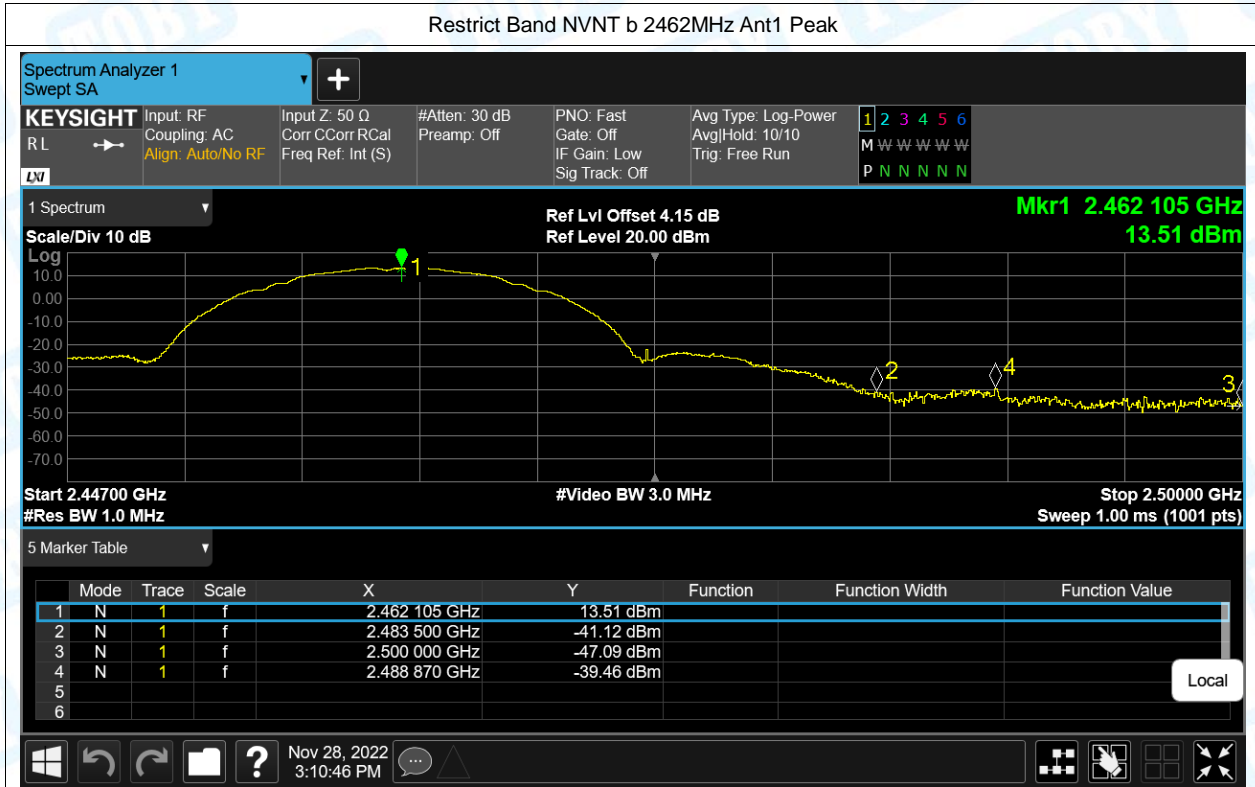 Restrict Band NVNT b 2462MHz Ant1 Peak
Spectrum Analyzer 1
Swept SA
KEYSIGHT
RL
LXI
Input: RF
Coupling: AC
Align: Auto/No RF
Input Z: 50 Ω
Corr CCorr RCal
Freq Ref: Int (S)
#Atten: 30 dB
Preamp: Off
PNO: Fast
Gate: Off
IF Gain: Low
Sig Track: Off
Avg Type: Log-Power
Avg|Hold: 10/10
Trig: Free Run
1 2 3 4 5 6
M W W W W W
P N N N N N
1 Spectrum
Scale/Div 10 dB
Ref Lvl Offset 4.15 dB
Ref Level 20.00 dBm
Mkr1 2.462 105 GHz
13.51 dBm
Log
10.0
0.00
-10.0
-20.0
-30.0
-40.0
-50.0
-60.0
-70.0
1
2
4
3
Start 2.44700 GHz
#Res BW 1.0 MHz
#Video BW 3.0 MHz
Stop 2.50000 GHz
Sweep 1.00 ms (1001 pts)
5 Marker Table
Mode Trace Scale X Y Function Function Width Function Value
1 N 1 f 2.462 105 GHz 13.51 dBm
2 N 1 f 2.483 500 GHz -41.12 dBm
3 N 1 f 2.500 000 GHz -47.09 dBm
4 N 1 f 2.488 870 GHz -39.46 dBm
5
6
Local
?
Nov 28, 2022
3:10:46 PM